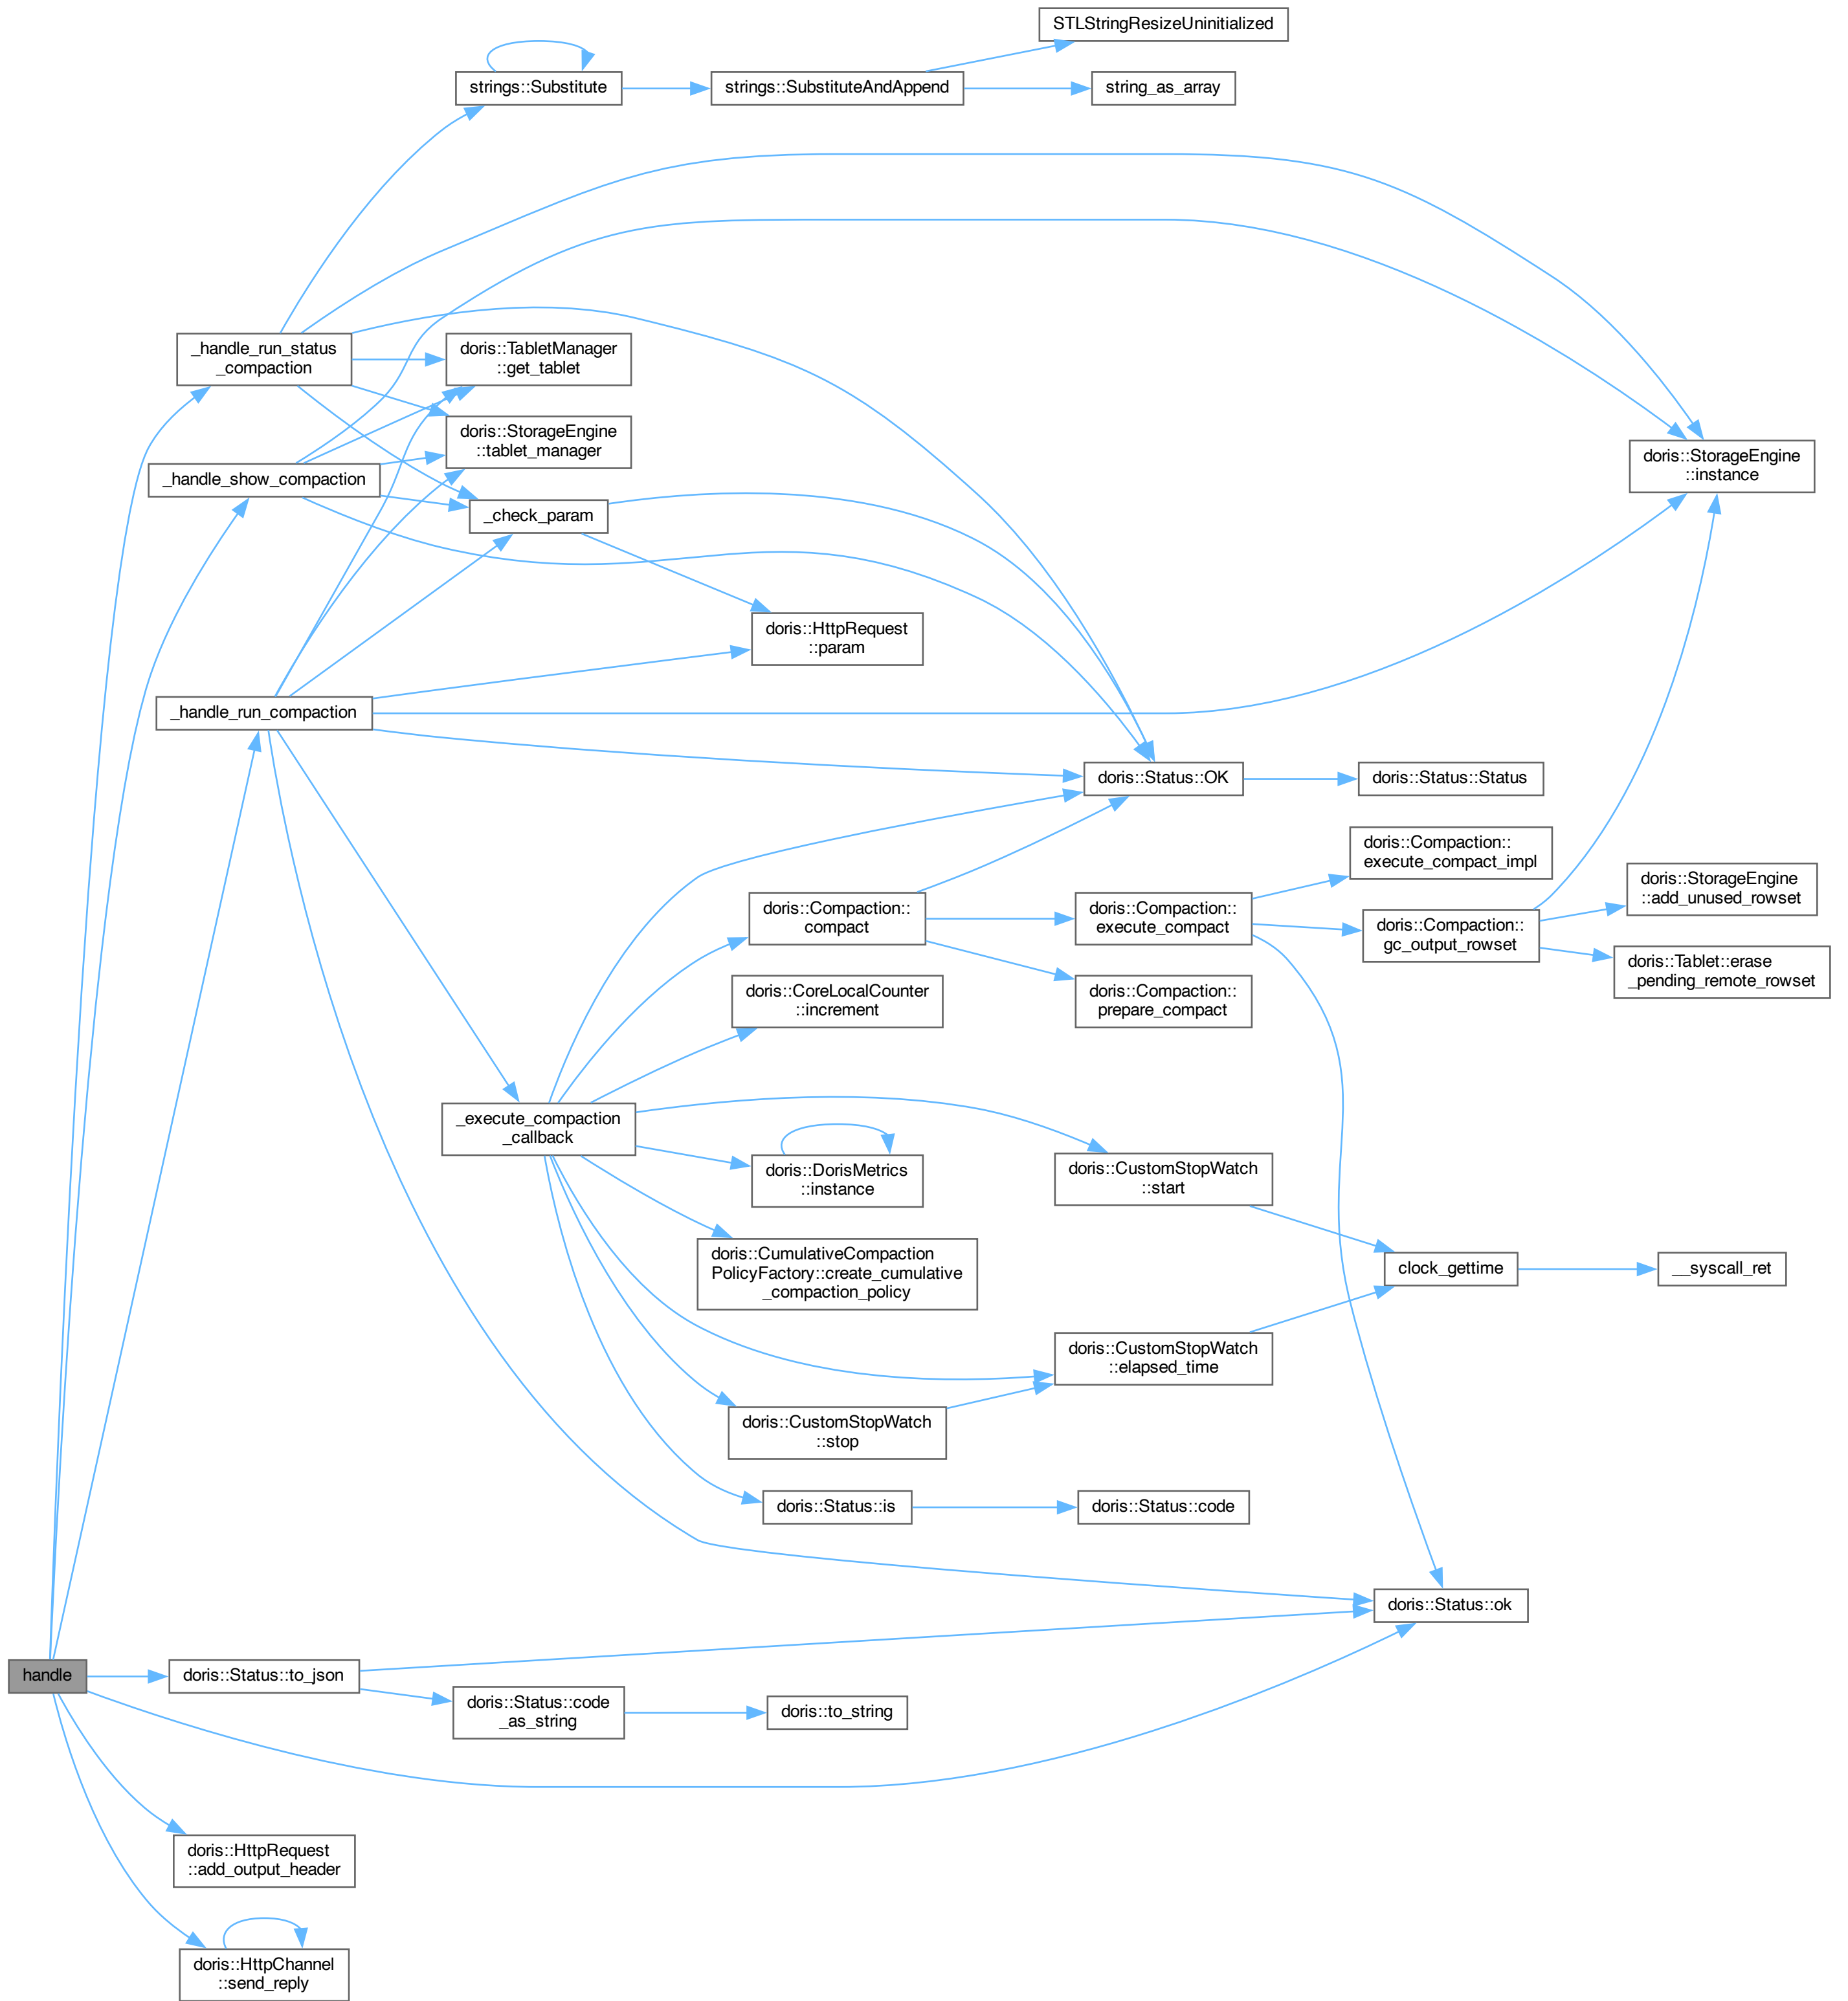 STLStringResizeUninitialized
strings::Substitute
strings::SubstituteAndAppend
string_as_array
_handle_run_status
_compaction
doris::TabletManager
::get_tablet
doris::StorageEngine
::tablet_manager
_handle_show_compaction
doris::StorageEngine
::instance
_check_param
doris::HttpRequest
::param
_handle_run_compaction
doris::Status::OK
doris::Status::Status
doris::Compaction::
execute_compact_impl
doris::StorageEngine
::add_unused_rowset
doris::Compaction::
compact
doris::Compaction::
execute_compact
doris::Compaction::
gc_output_rowset
doris::Tablet::erase
_pending_remote_rowset
doris::CoreLocalCounter
::increment
doris::Compaction::
prepare_compact
_execute_compaction
_callback
doris::DorisMetrics
::instance
doris::CustomStopWatch
::start
doris::CumulativeCompaction
PolicyFactory::create_cumulative
_compaction_policy
clock_gettime
__syscall_ret
doris::CustomStopWatch
::elapsed_time
doris::CustomStopWatch
::stop
doris::Status::is
doris::Status::code
doris::Status::ok
handle
doris::Status::to_json
doris::Status::code
_as_string
doris::to_string
doris::HttpRequest
::add_output_header
doris::HttpChannel
::send_reply